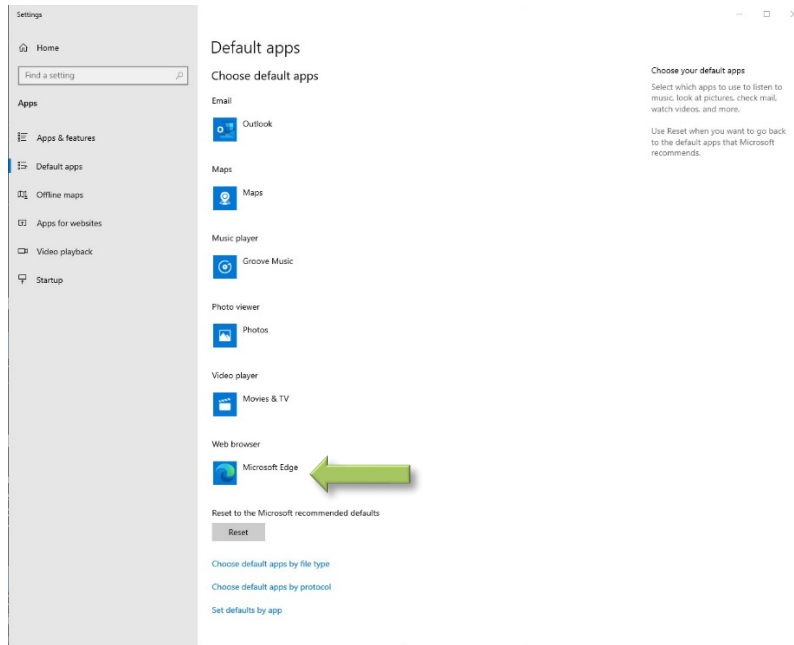 Settings
Home
Find a setting
Apps
Apps & features
Default apps
Offline maps
Apps for websites
Video playback
Startup
Default apps
Choose default apps
Email
Outlook
Maps
Maps
Music player
Groove Music
Photo viewer
Photos
Video player
Movies & TV
Web browser
Microsoft Edge
Reset to the Microsoft recommended defaults
Reset
Choose default apps by file type
Choose default apps by protocol
Set defaults by app
Choose your default apps
Select which apps to use to listen to
music, look at pictures, check mail,
watch videos, and more.
Use Reset when you want to go back
to the default apps that Microsoft
recommends.